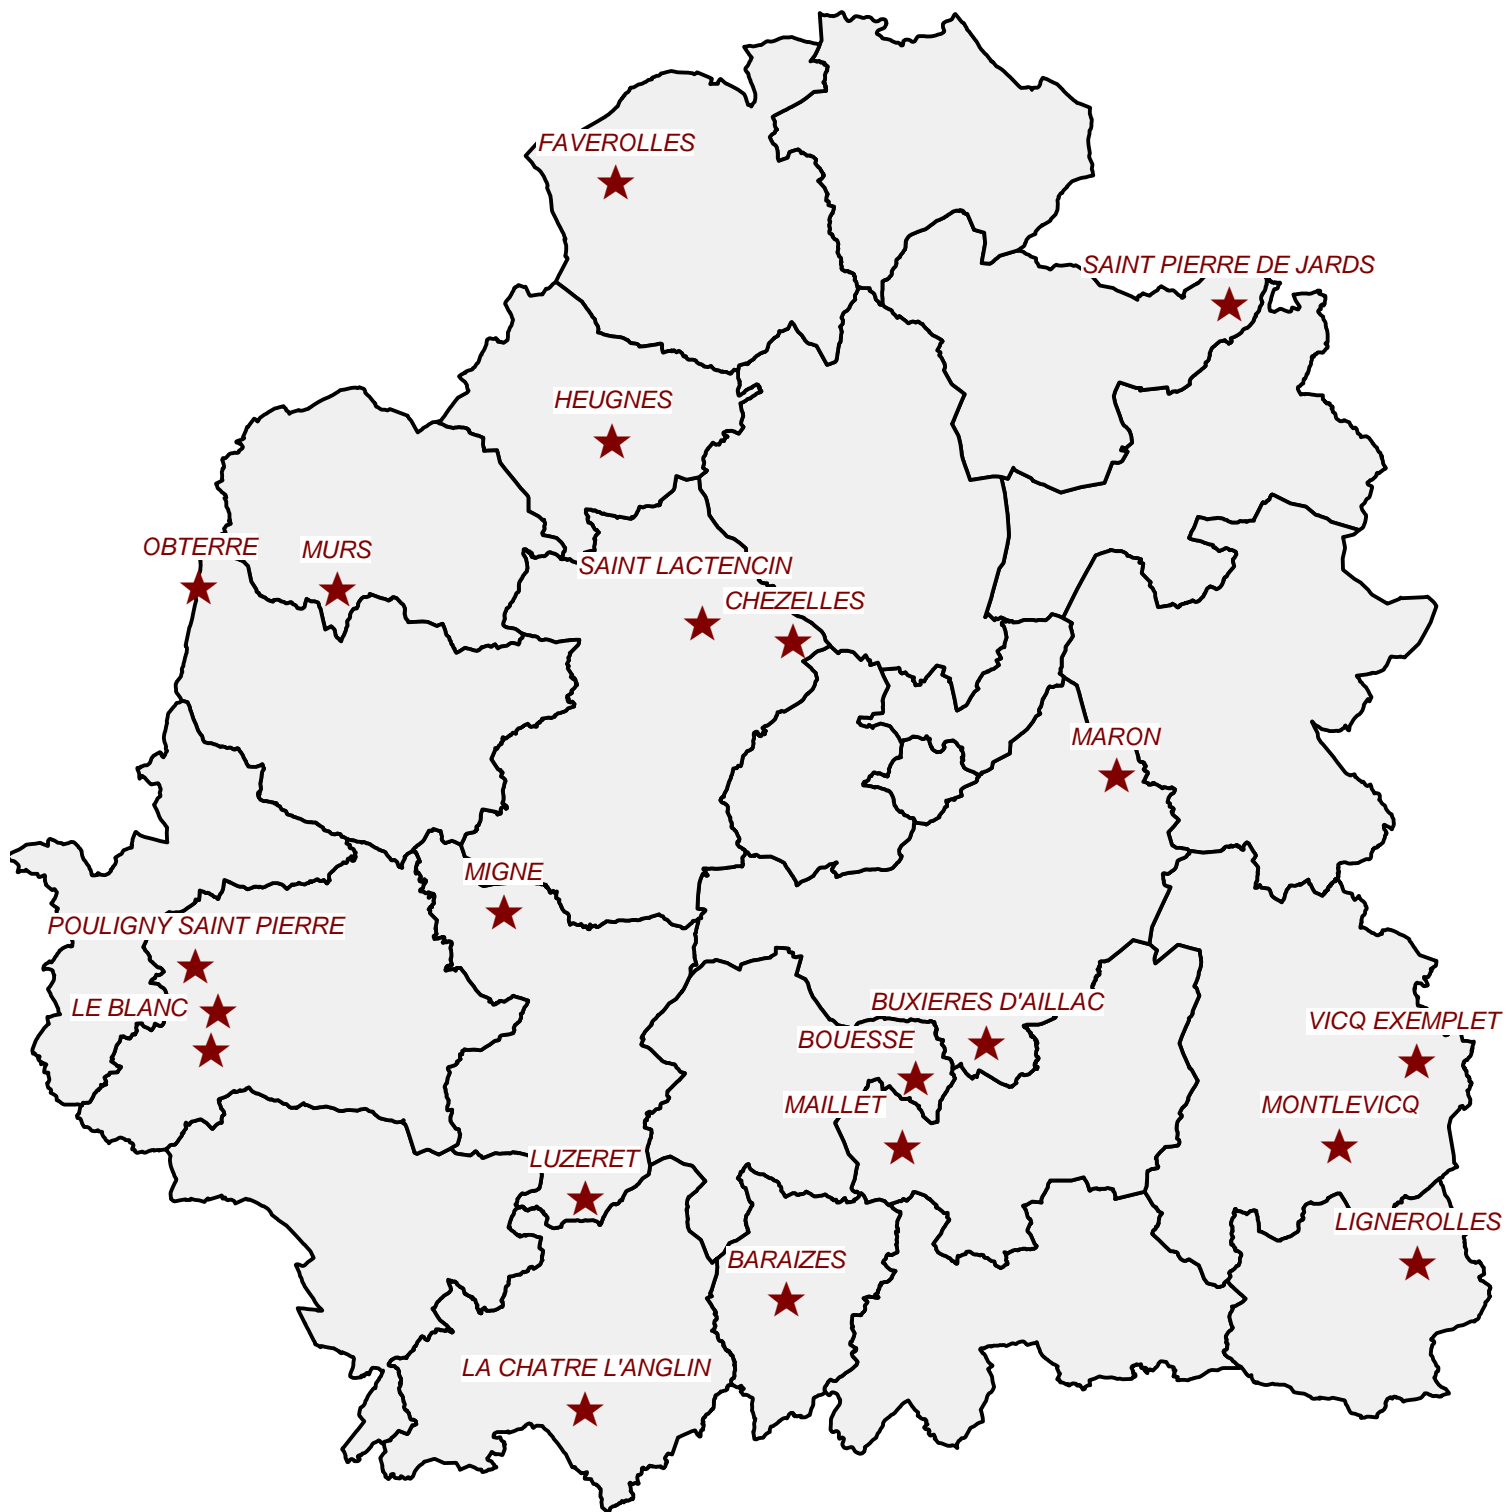 FAVEROLLES
SAINT PIERRE DE JARDS
HEUGNES
OBTERRE
MURS
SAINT LACTENCIN
CHEZELLES
MARON
MIGNE
POULIGNY SAINT PIERRE
LE BLANC
BUXIERES D'AILLAC
BOUESSE
VICQ EXEMPLET
MAILLET
MONTLEVICQ
LUZERET
LIGNEROLLES
BARAIZES
LA CHATRE L'ANGLIN